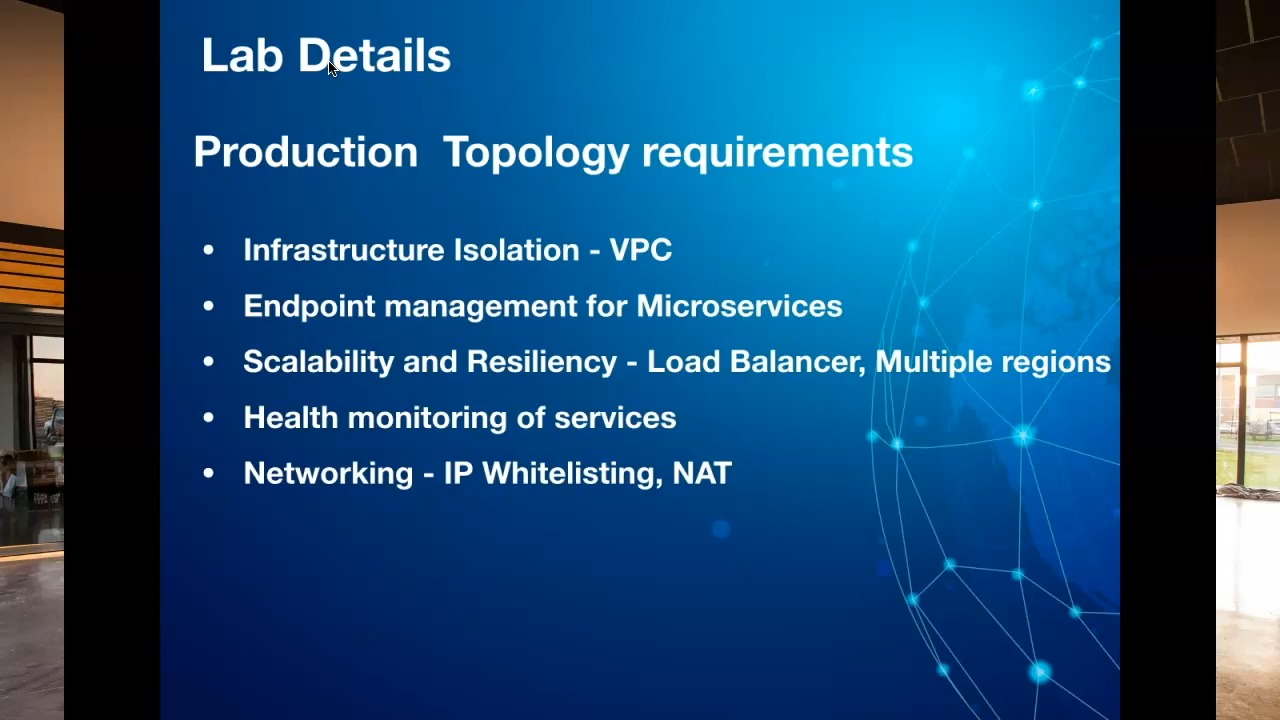 Lab Details
Production  Topology requirements
• Infrastructure Isolation - VPC
• Endpoint management for Microservices
• Scalability and Resiliency - Load Balancer, Multiple regions
• Health monitoring of services
• Networking - IP Whitelisting, NAT